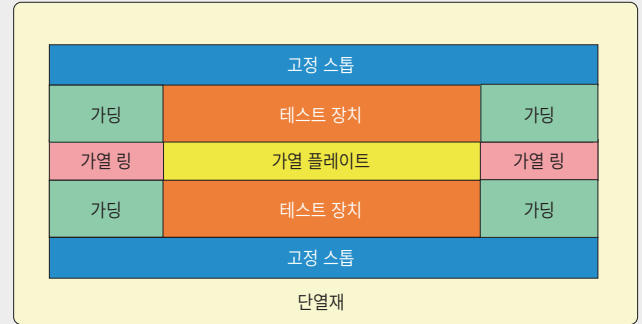 고정 스톱
가딩 테스트 장치 가딩
가열 링 가열 플레이트 가열 링
가딩 테스트 장치 가딩
고정 스톱
단열재